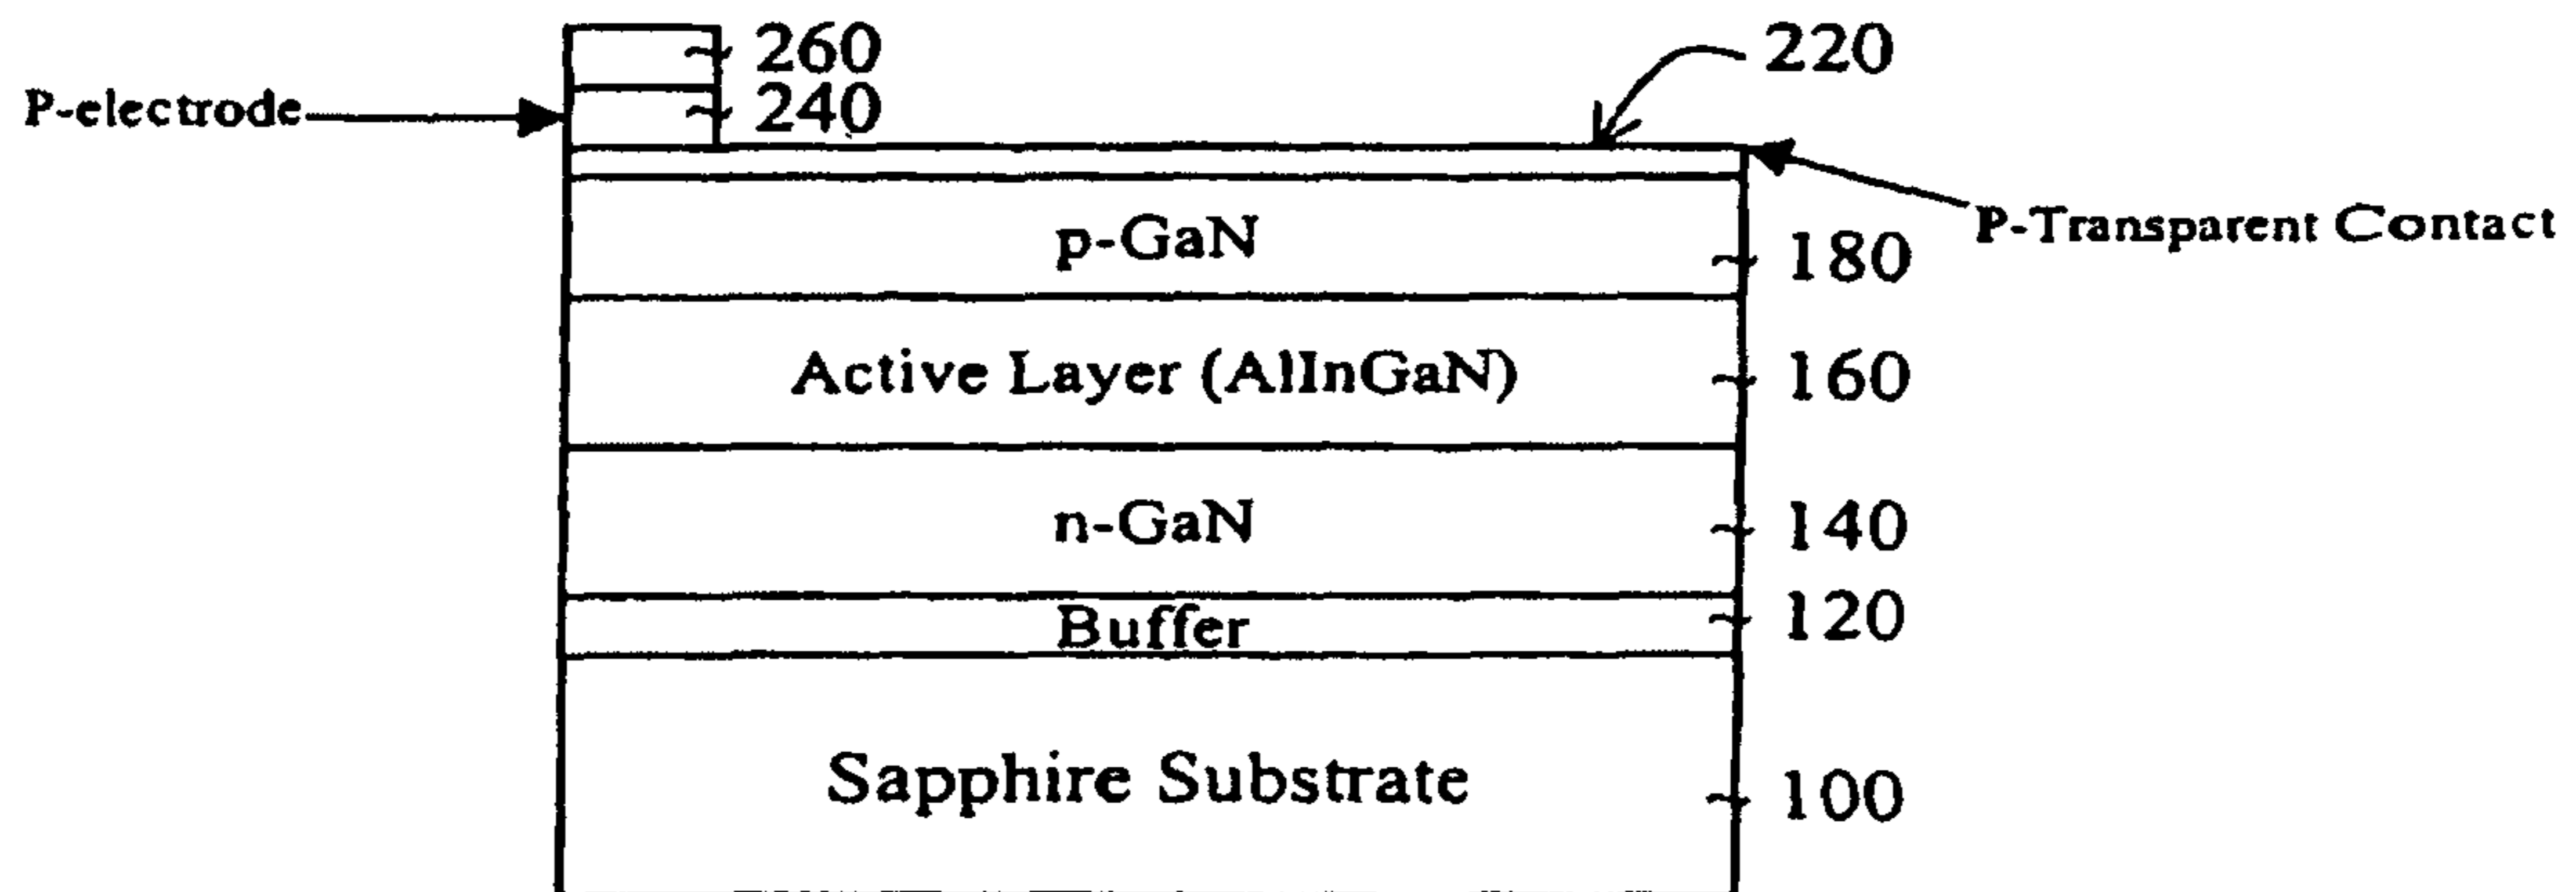 260
220
P-electrode
240
p-GaN
180
P-Transparent Contact
Active Layer (AlInGaN)
160
n-GaN
140
Buffer
120
Sapphire Substrate
100